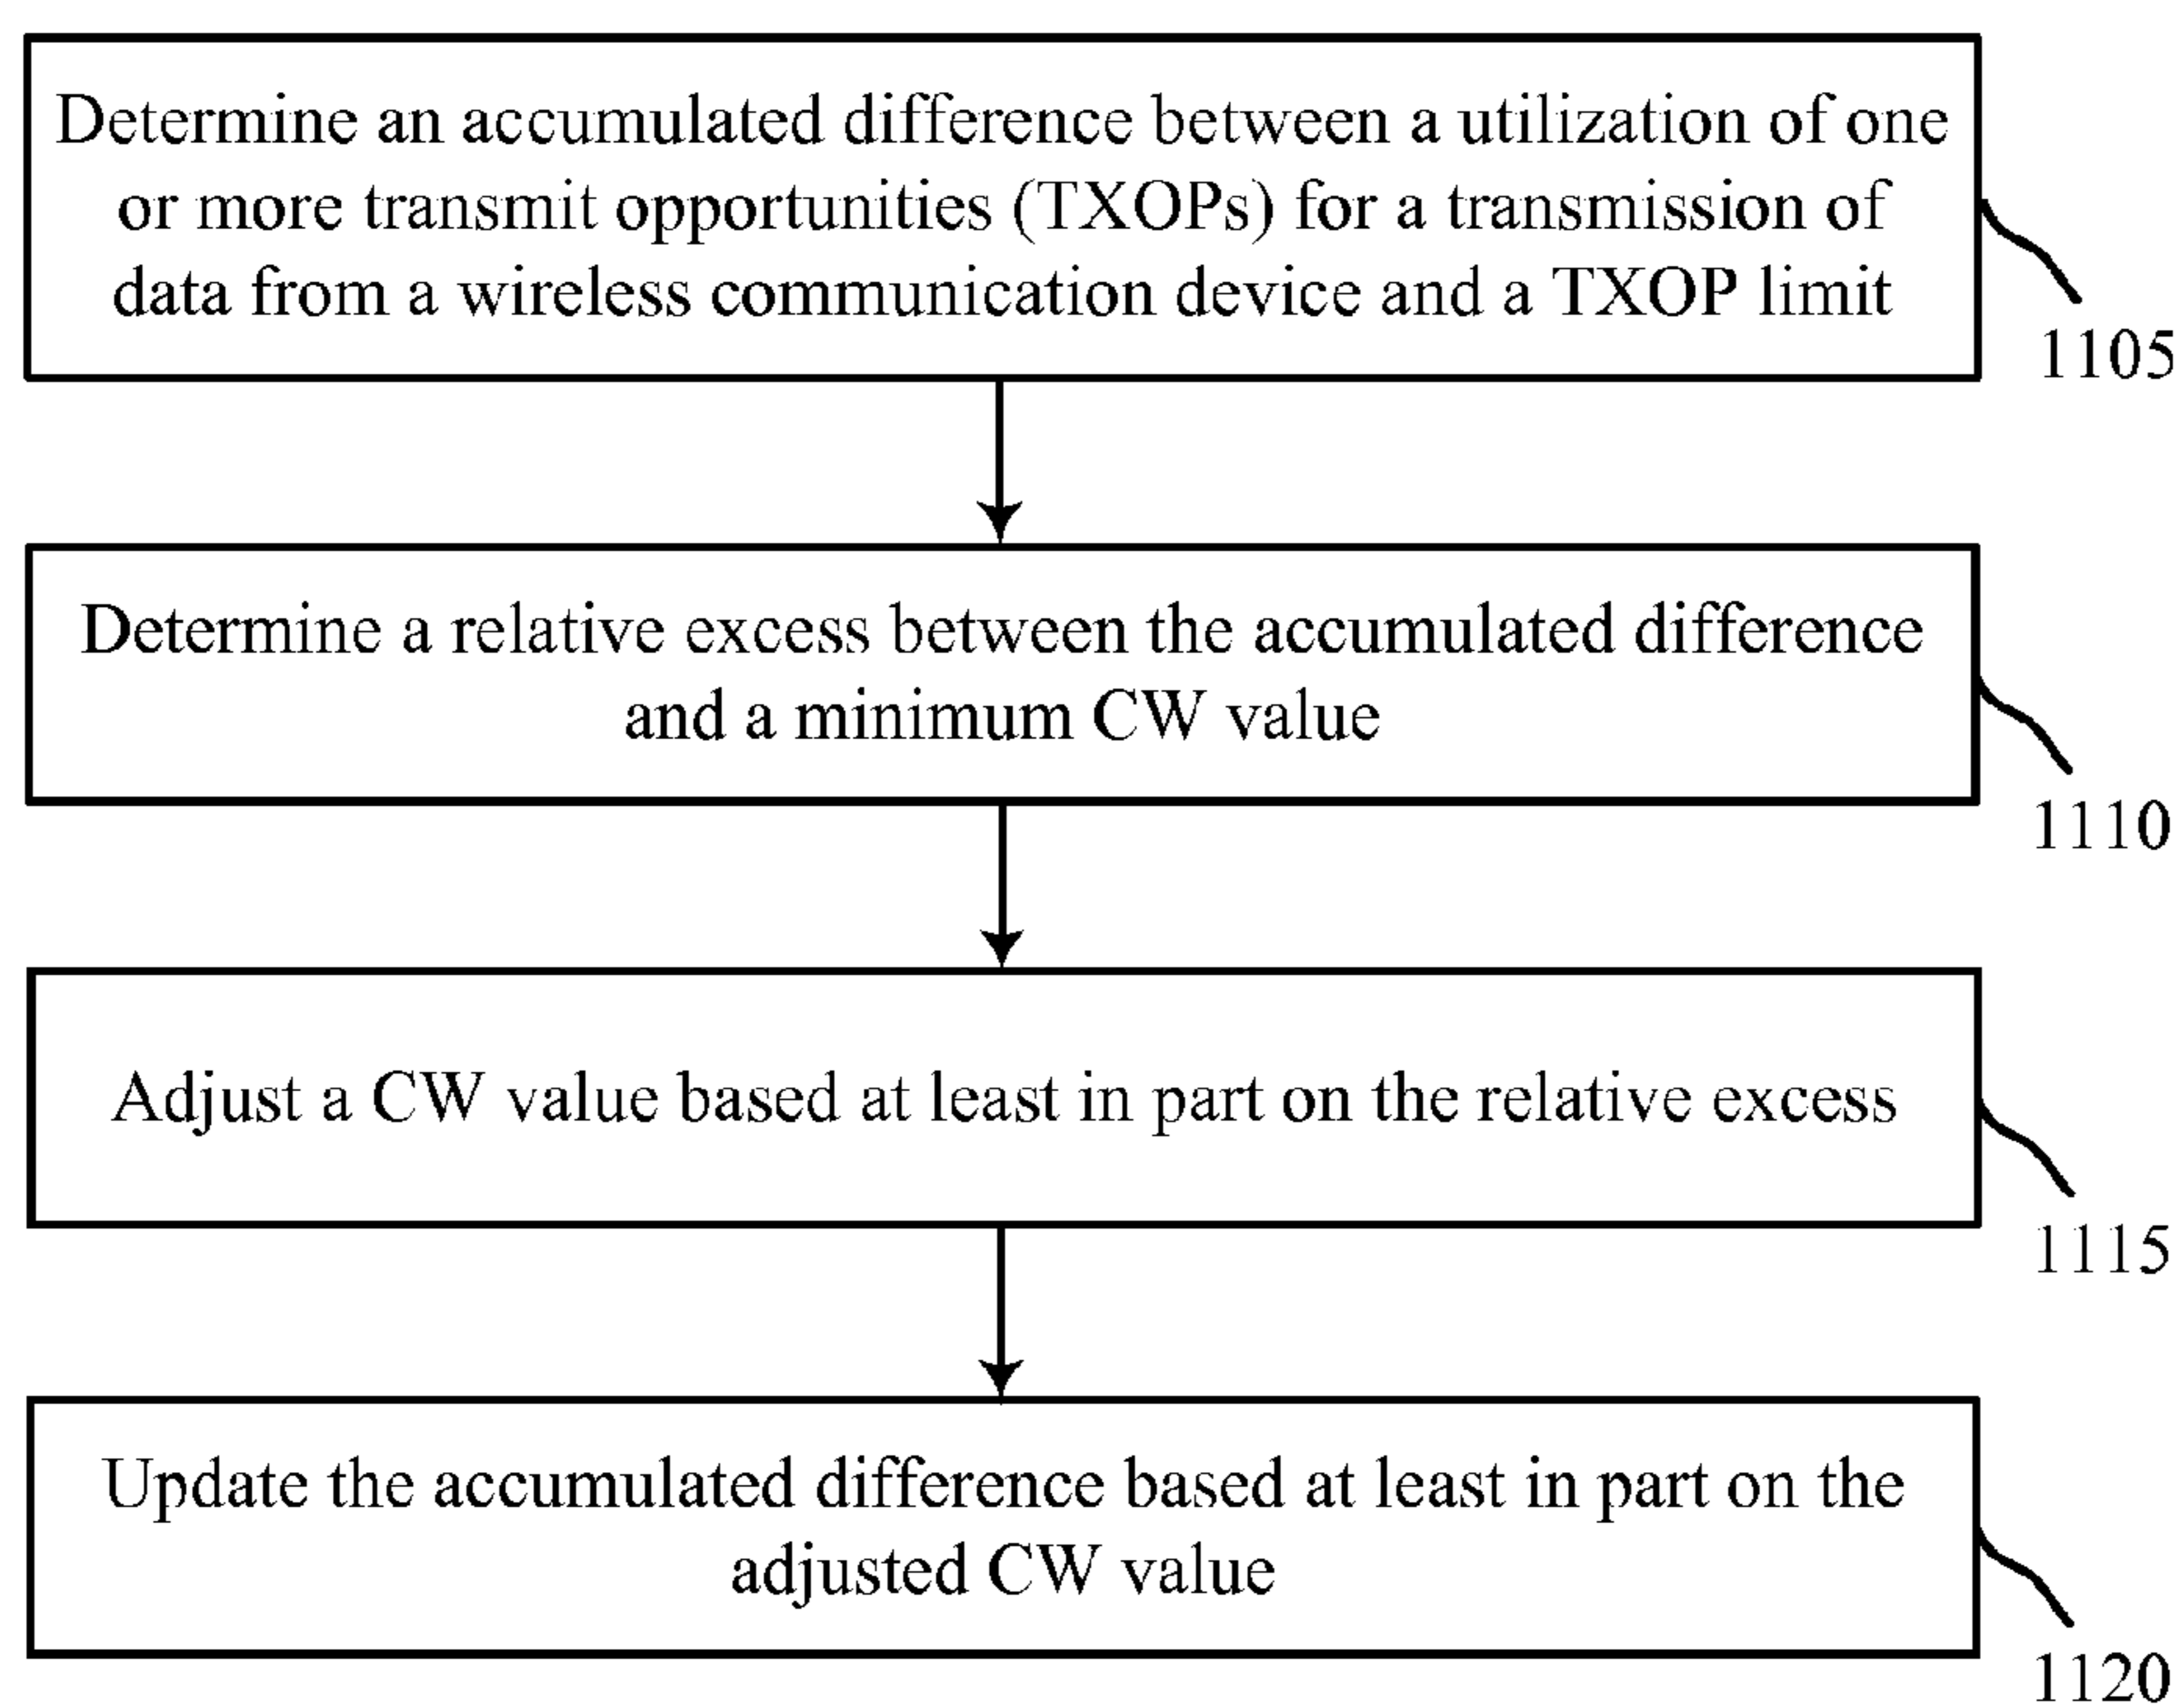 Determine an accumulated difference between a utilization of one
or more transmit opportunities (TXOPs) for a transmission of
data from a wireless communication device and a TXOP limit
1105
Determine a relative excess between the accumulated difference
and a minimum CW value
1110
Adjust a CW value based at least in part on the relative excess
1115
Update the accumulated difference based at least in part on the
adjusted CW value
1120